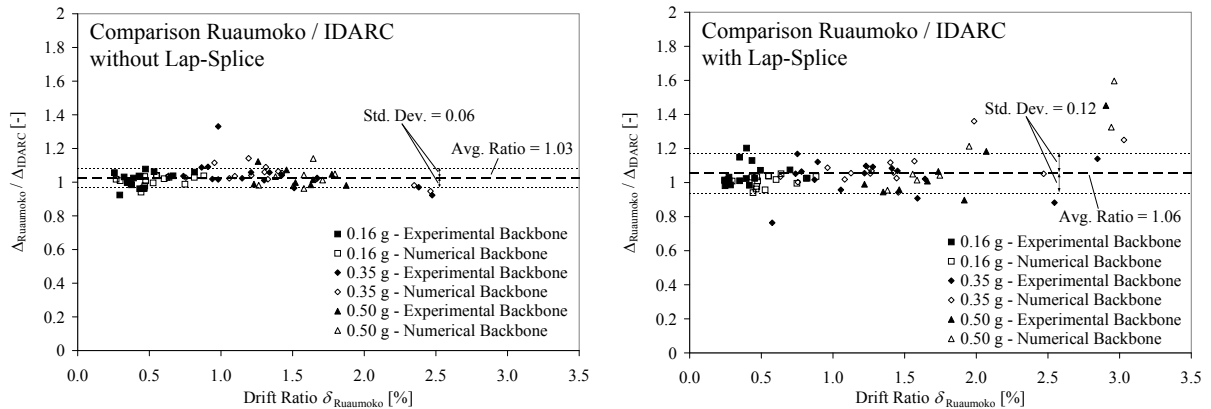 Comparison Ruaumoko / IDARC
without Lap-Splice
Std. Dev. = 0.06
Avg. Ratio = 1.03
0.16 g - Experimental Backbone
0.16 g - Numerical Backbone
0.35 g - Experimental Backbone
0.35 g - Numerical Backbone
0.50 g - Experimental Backbone
0.50 g - Numerical Backbone
2
1.8
1.6
1.4
1.2
1
0.8
0.6
0.4
0.2
0
0.0 0.5 1.0 1.5 2.0 2.5 3.0 3.5
Δ Ruaumoko / Δ IDARC [-]
Drift Ratio δ Ruaumoko [%]
Comparison Ruaumoko / IDARC
with Lap-Splice
Std. Dev. = 0.12
Avg. Ratio = 1.06
0.16 g - Experimental Backbone
0.16 g - Numerical Backbone
0.35 g - Experimental Backbone
0.35 g - Numerical Backbone
0.50 g - Experimental Backbone
0.50 g - Numerical Backbone
2
1.8
1.6
1.4
1.2
1
0.8
0.6
0.4
0.2
0
0.0 0.5 1.0 1.5 2.0 2.5 3.0 3.5
Δ Ruaumoko / Δ IDARC [-]
Drift Ratio δ Ruaumoko [%]